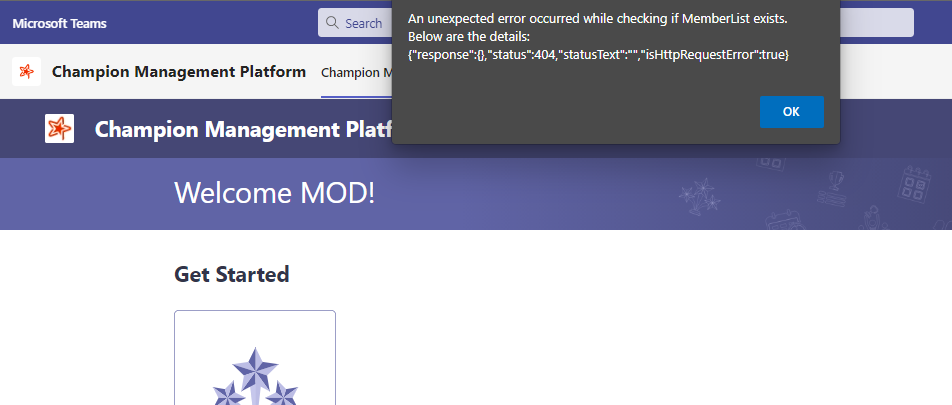 Microsoft Teams
Search
An unexpected error occurred while checking if MemberList exists.
Below are the details:
{"response":{},"status":404,"statusText":"","isHttpRequestError":true}
OK
Champion Management Platform
Champion M
Champion Management Platf
Welcome MOD!
Get Started